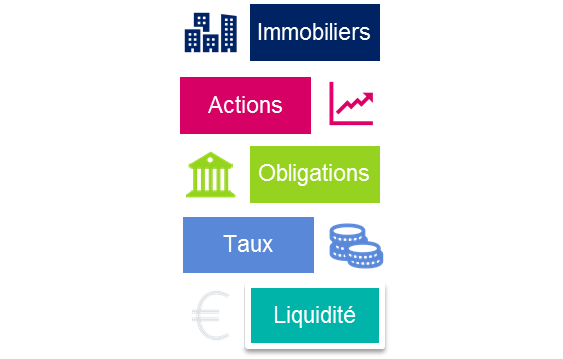 Immobiliers
Actions
Obligations
Taux
Liquidité